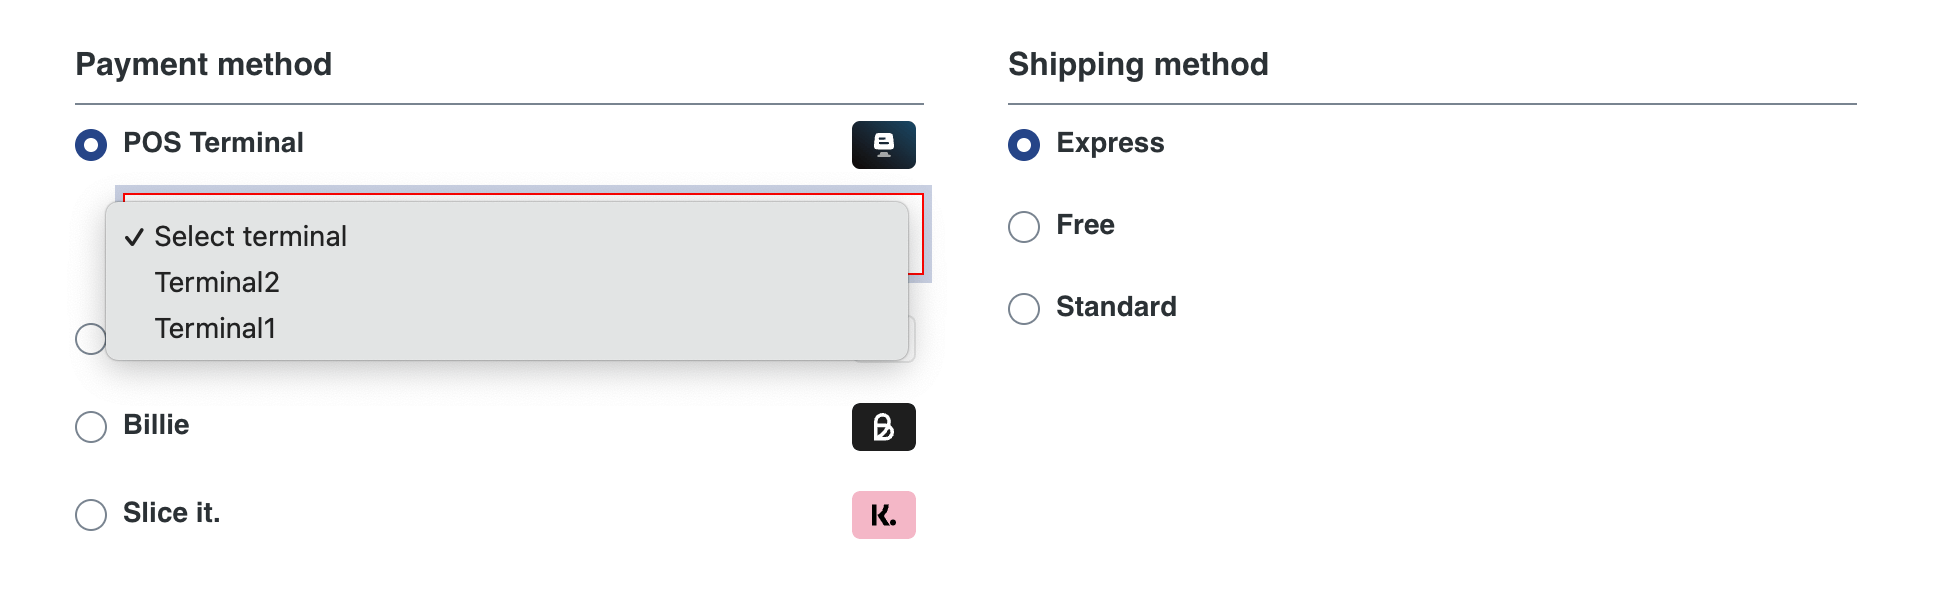 Payment method
POS Terminal
Select terminal
Terminal2
Terminal1
Billie
Slice it.
K.
Shipping method
Express
Free
Standard